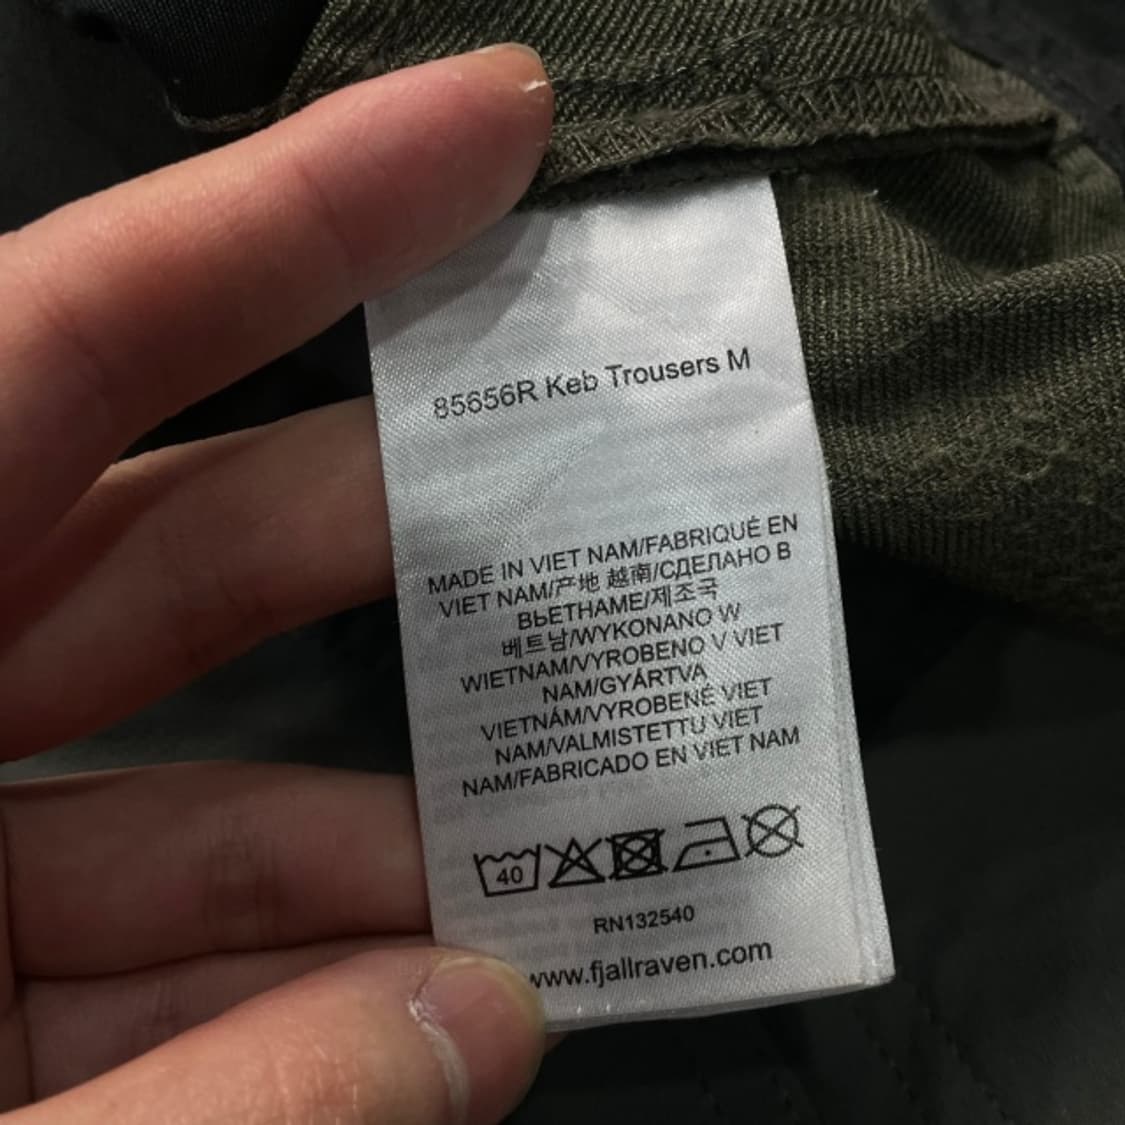 85656R Keb Trousers M
MADE IN VIET NAM/FABRIQUÉ EN
VIET NAM/产地 越南/СДЕЛАНО В
ВЬЕТНАМЕ/제조국
베트남/WYKONANO W
WIETNAM/VYROBENO V VIET
NAM/GYÁRTVA
VIETNÁM/VYROBENÉ VIET
NAM/VALMISTETTU VIET
NAM/FABRICADO EN VIET NAM
40
RN132540
www.fjallraven.com